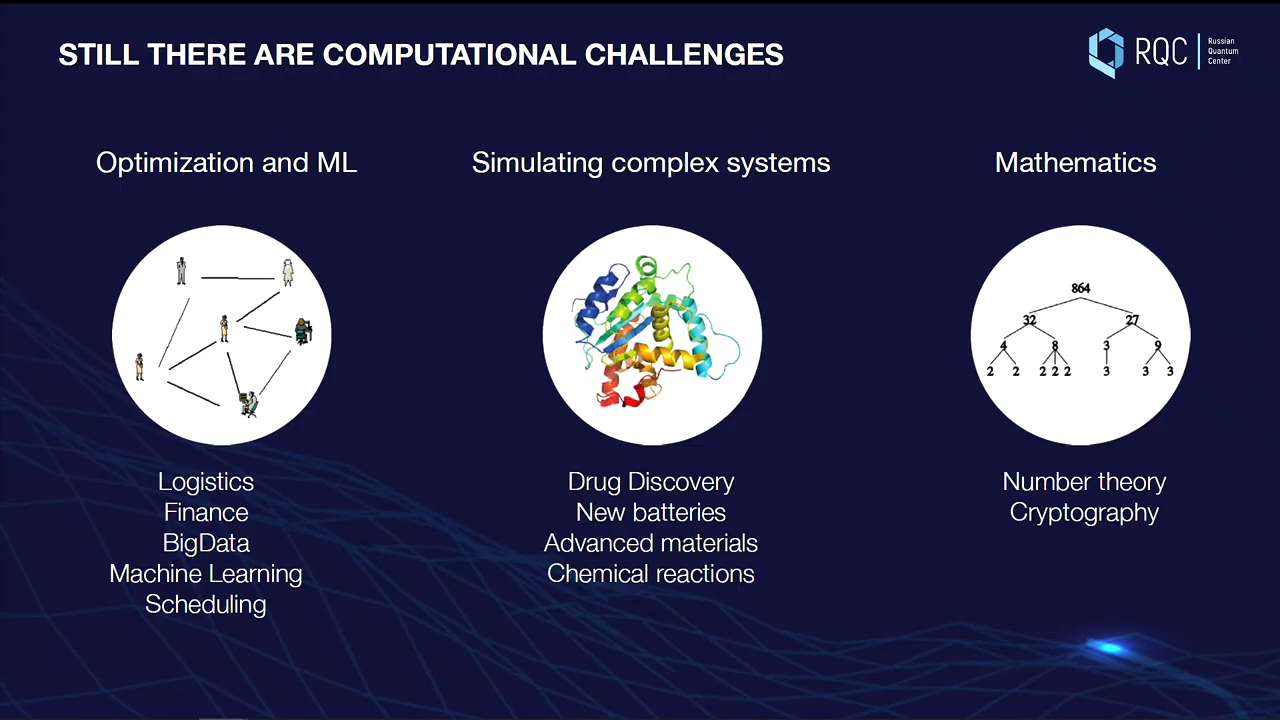 STILL THERE ARE COMPUTATIONAL CHALLENGES
RQC
Russian
Quantum
Center
Optimization and ML
Simulating complex systems
Mathematics
864
32 27
4 8 3 9
2 2 2 2 2 3 3 3
Logistics
Finance
BigData
Machine Learning
Scheduling
Drug Discovery
New batteries
Advanced materials
Chemical reactions
Number theory
Cryptography